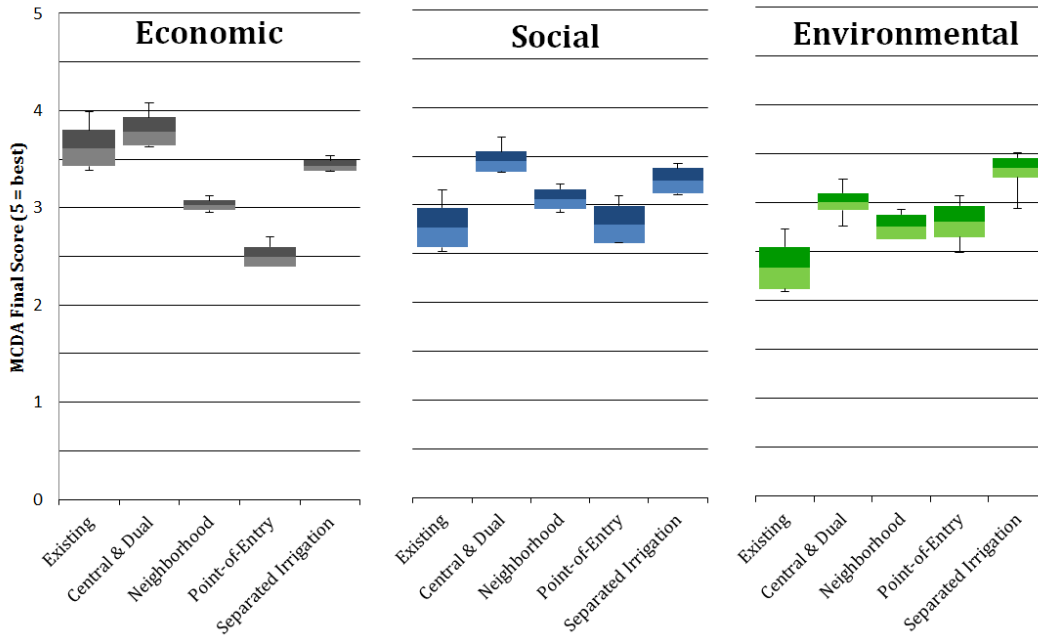 Economic
Social
Environmental
MCDA Final Score (5 = best)
5
4
3
2
1
0
Existing
Central & Dual
Neighborhood
Point-of-Entry
Separated Irrigation
Existing
Central & Dual
Neighborhood
Point-of-Entry
Separated Irrigation
Existing
Central & Dual
Neighborhood
Point-of-Entry
Separated Irrigation